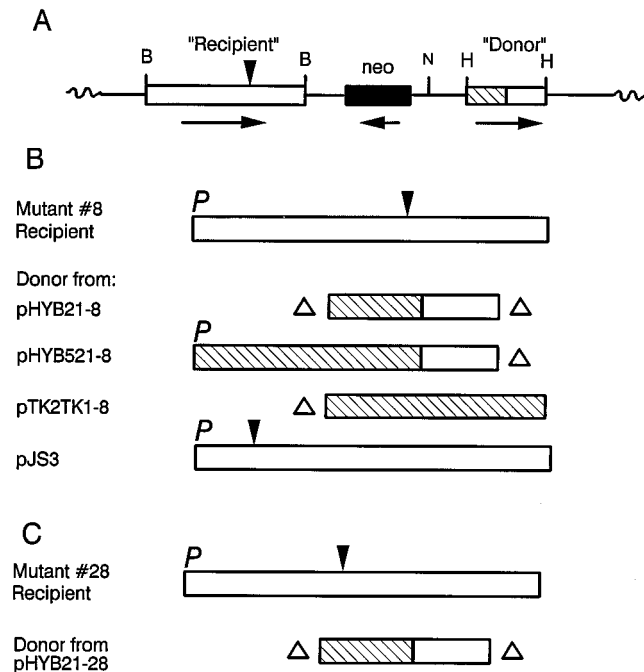 A
"Recipient" "Donor"
B B neo N H H
B
P
Mutant #8
Recipient
Donor from:
pHYB21-8
P
pHYB521-8
pTK2TK1-8
P
pJS3
C
P
Mutant #28
Recipient
Donor from
pHYB21-28